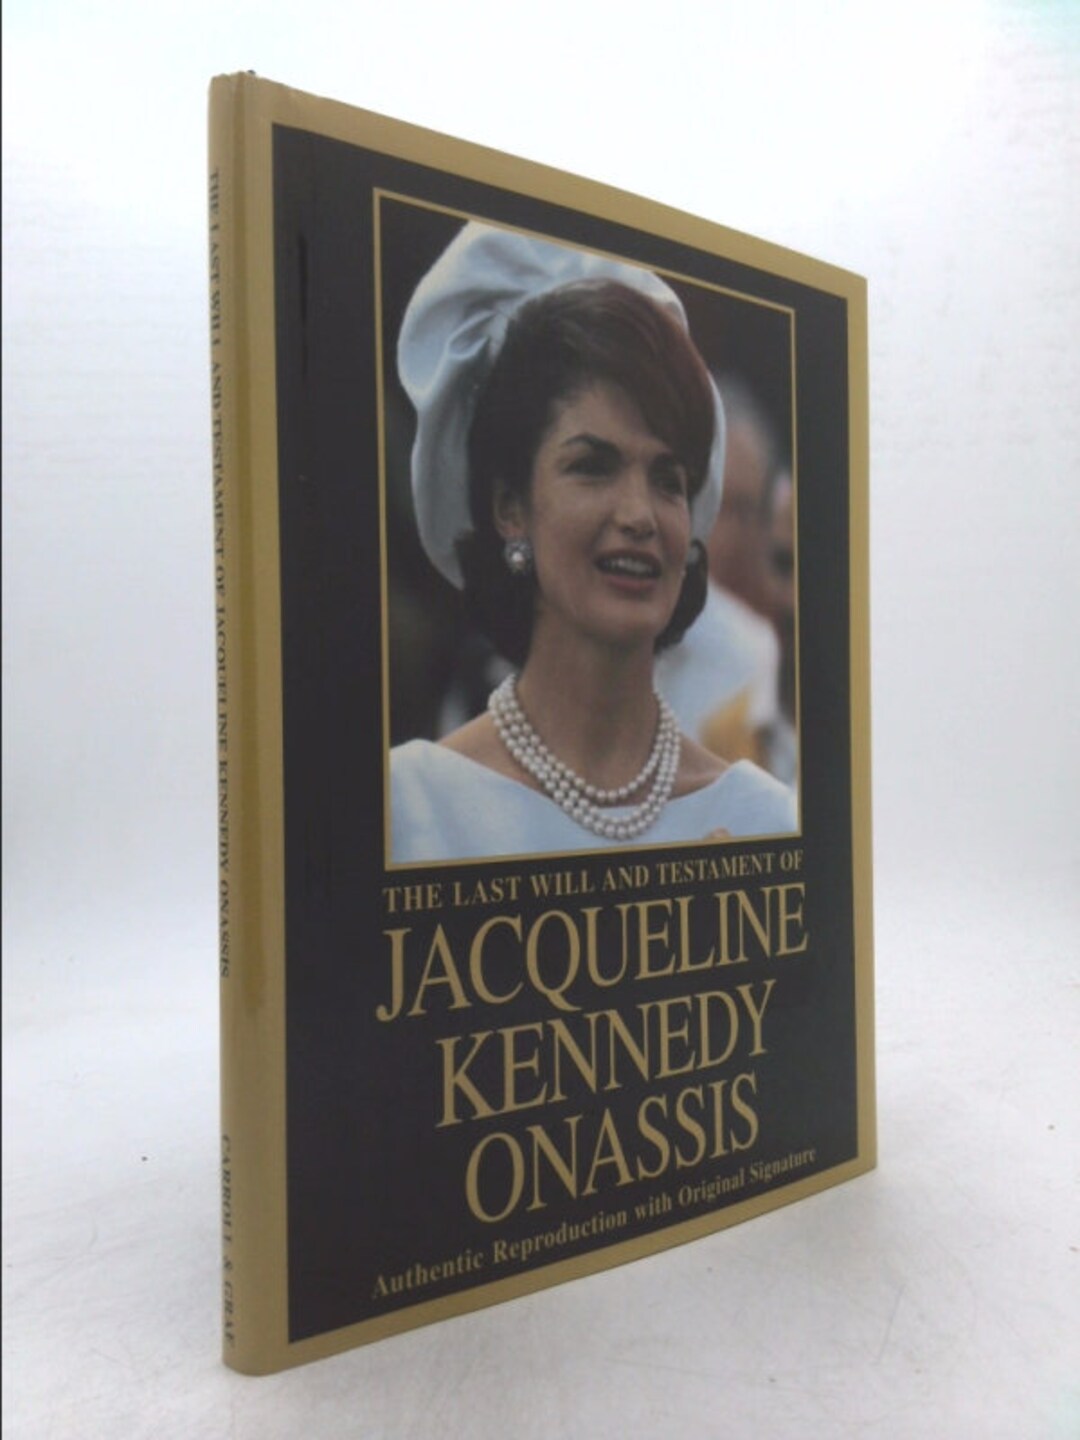 THE LAST WILL AND TESTAMENT OF JACQUELINE KENNEDY ONASSIS
CARROLL & GRAF
THE LAST WILL AND TESTAMENT OF
JACQUELINE
KENNEDY
ONASSIS
Authentic Reproduction with Original Signature